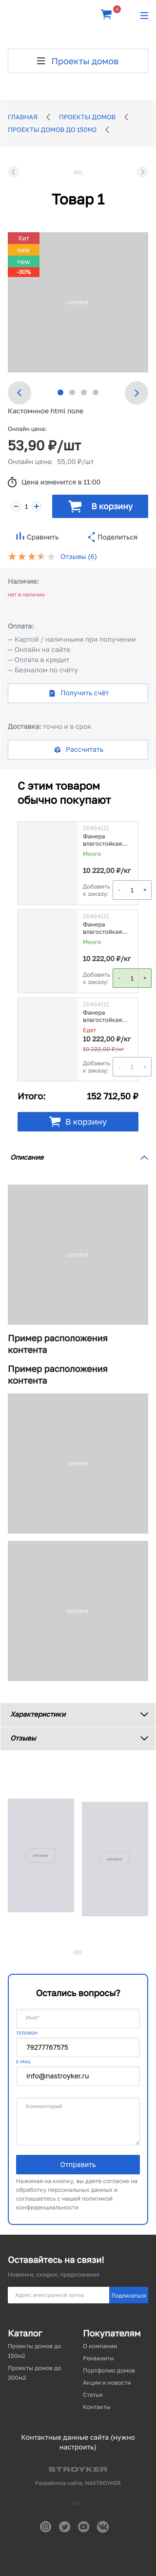 0
Проекты домов
ГЛАВНАЯ
ПРОЕКТЫ ДОМОВ
ПРОЕКТЫ ДОМОВ ДО 150М2
001
Товар 1
Хит
sale
new
-30%
content
Кастомнное html поле
Онлайн цена:
53,90 ₽/шт
Онлайн цена: 55,00 ₽/шт
Цена изменится в 11:00
1
В корзину
Сравнить
Поделиться
Отзывы (6)
Наличие:
нет в наличии
Оплата:
— Картой / наличными при получении
— Онлайн на сайте
— Оплата в кредит
— Безналом по счёту
Получить счёт
Доставка: точно и в срок
Рассчитать
С этим товаром
обычно покупают
20464111
Фанера
влагостойкая...
Много
10 222,00 ₽/кг
Добавить
к заказу:
- 1 +
20464111
Фанера
влагостойкая...
Много
10 222,00 ₽/кг
Добавить
к заказу:
- 1 +
20464111
Фанера
влагостойкая...
Едет
10 222,00 ₽/кг
10 222,00 ₽/кг
Добавить
к заказу:
- 1 +
Итого:
152 712,50 ₽
В корзину
Описание
content
Пример расположения
контента
Пример расположения
контента
content
content
Характеристики
Отзывы
001
Остались вопросы?
Имя*
ТЕЛЕФОН
79277767575
E-MAIL
info@nastroyker.ru
Комментарий
Отправить
Нажимая на кнопку, вы даете согласие на
обработку персональных данных и
соглашаетесь с нашей политикой
конфиденциальности
Оставайтесь на связи!
Новинки, скидки, предложения
Адрес электронной почты
Подписаться
Каталог
Проекты домов до
150м2
Проекты домов до
300м2
Покупателям
О компании
Реквизиты
Портфолио домов
Акции и новости
Статьи
Контакты
Контактные данные сайта (нужно
настроить)
STROYKER
Разработка сайта: NASTROYKER